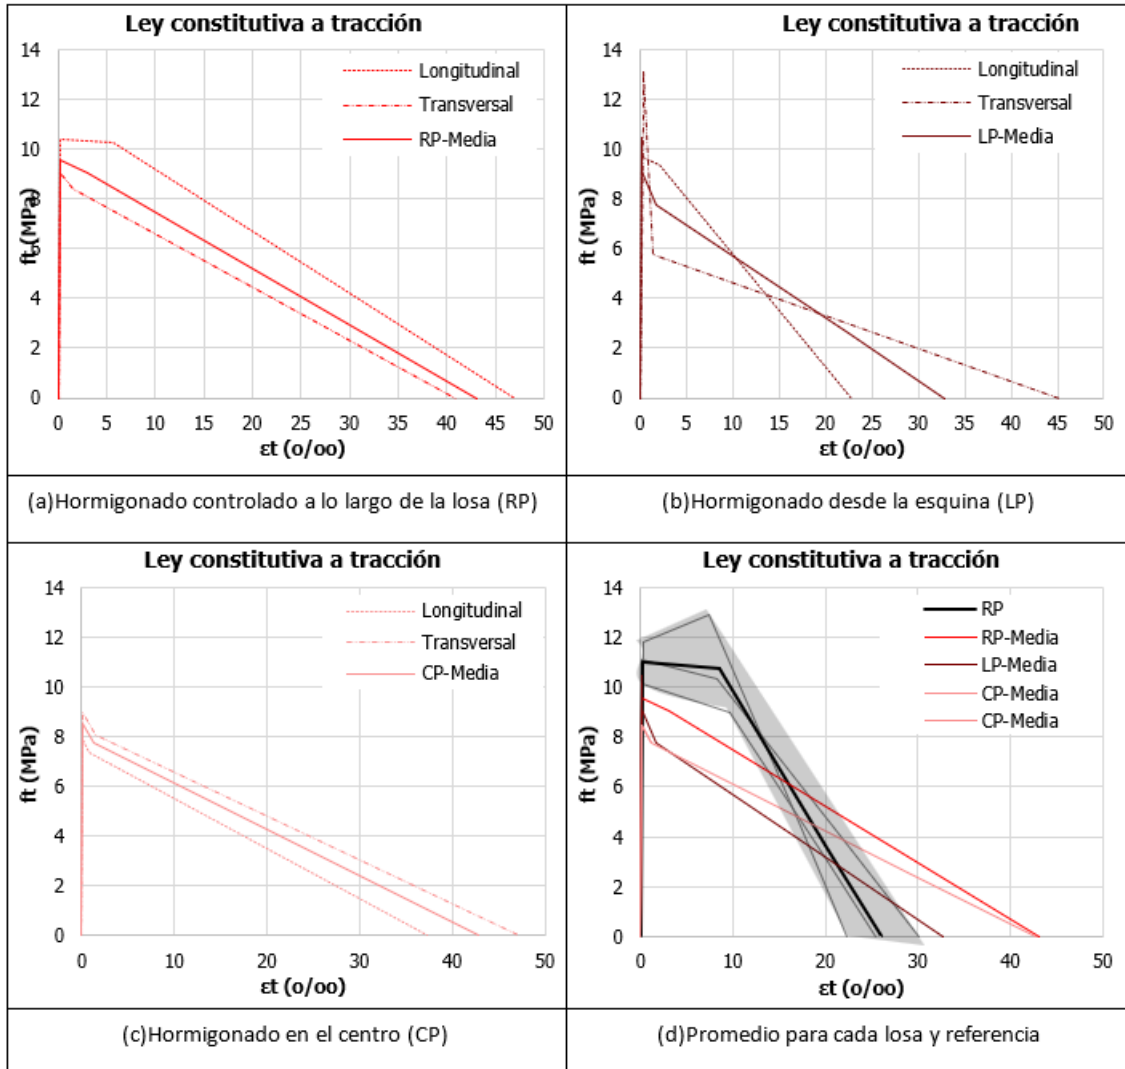 Ley constitutiva a tracción
14
12
10
8
6
4
2
0
ft (MPa)
Longitudinal
Transversal
RP-Media
0 5 10 15 20 25 30 35 40 45 50
εt (o/oo)
(a)Hormigonado controlado a lo largo de la losa (RP)
Ley constitutiva a tracción
14
12
10
8
6
4
2
0
ft (MPa)
Longitudinal
Transversal
LP-Media
0 5 10 15 20 25 30 35 40 45 50
εt (o/oo)
(b)Hormigonado desde la esquina (LP)
Ley constitutiva a tracción
14
12
10
8
6
4
2
0
ft (MPa)
Longitudinal
Transversal
CP-Media
0 10 20 30 40 50
εt (o/oo)
(c)Hormigonado en el centro (CP)
Ley constitutiva a tracción
14
12
10
8
6
4
2
0
ft (MPa)
RP
RP-Media
LP-Media
CP-Media
CP-Media
0 10 20 30 40 50
εt (o/oo)
(d)Promedio para cada losa y referencia